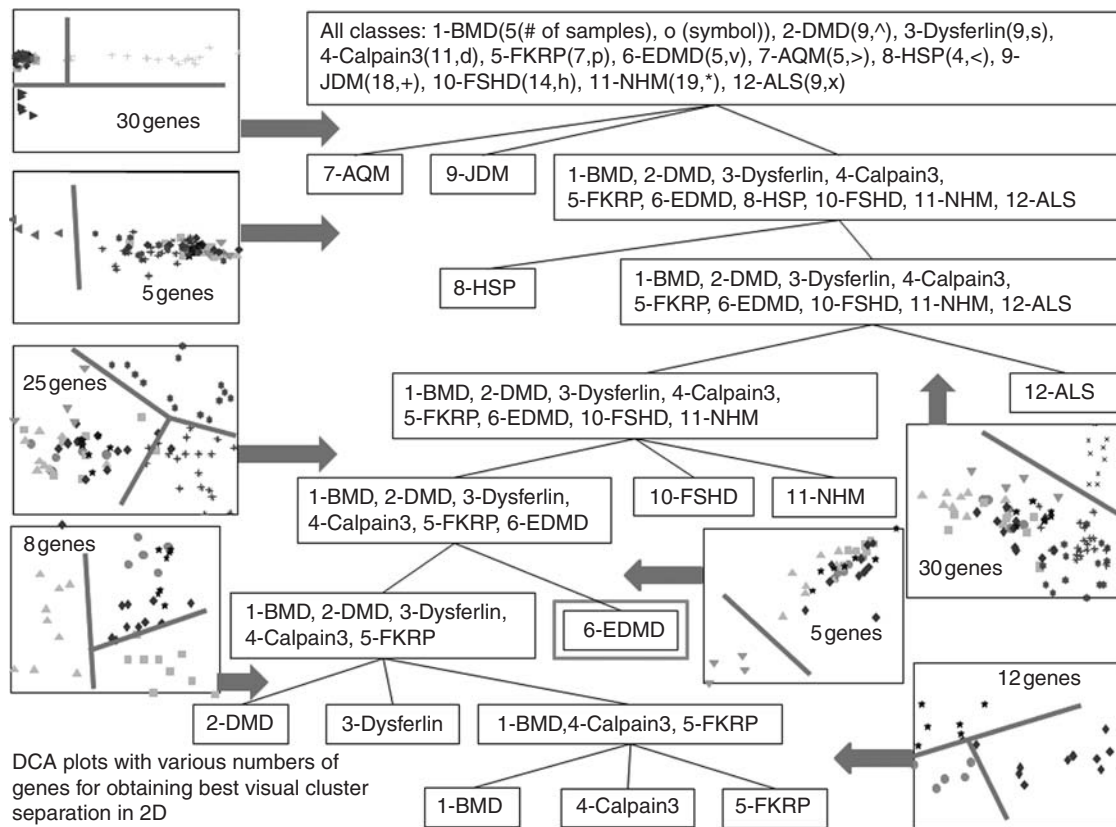 All classes: 1-BMD(5(# of samples), o (symbol)), 2-DMD(9,^), 3-Dysferlin(9,s),
4-Calpain3(11,d), 5-FKRP(7,p), 6-EDMD(5,v), 7-AQM(5,>), 8-HSP(4,<), 9-
JDM(18,+), 10-FSHD(14,h), 11-NHM(19,*), 12-ALS(9,x)
30 genes
7-AQM
9-JDM
1-BMD, 2-DMD, 3-Dysferlin, 4-Calpain3,
5-FKRP, 6-EDMD, 8-HSP, 10-FSHD, 11-NHM, 12-ALS
5 genes
8-HSP
1-BMD, 2-DMD, 3-Dysferlin, 4-Calpain3,
5-FKRP, 6-EDMD, 10-FSHD, 11-NHM, 12-ALS
25 genes
1-BMD, 2-DMD, 3-Dysferlin, 4-Calpain3,
5-FKRP, 6-EDMD, 10-FSHD, 11-NHM
12-ALS
30 genes
1-BMD, 2-DMD, 3-Dysferlin,
4-Calpain3, 5-FKRP, 6-EDMD
10-FSHD
11-NHM
8 genes
1-BMD, 2-DMD, 3-Dysferlin,
4-Calpain3, 5-FKRP
6-EDMD
5 genes
2-DMD
3-Dysferlin
1-BMD,4-Calpain3, 5-FKRP
12 genes
1-BMD
4-Calpain3
5-FKRP
DCA plots with various numbers of
genes for obtaining best visual cluster
separation in 2D